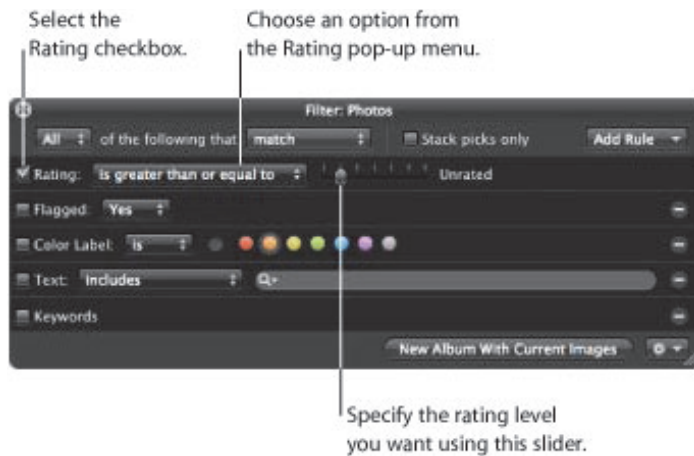 Select the
Rating checkbox.
Choose an option from
the Rating pop-up menu.
Filter: Photos
All of the following that match Stack picks only Add Rule
Rating: is greater than or equal to Unrated
Flagged: Yes
Color Label: is
Text: includes
Keywords
New Album With Current Images
Specify the rating level
you want using this slider.